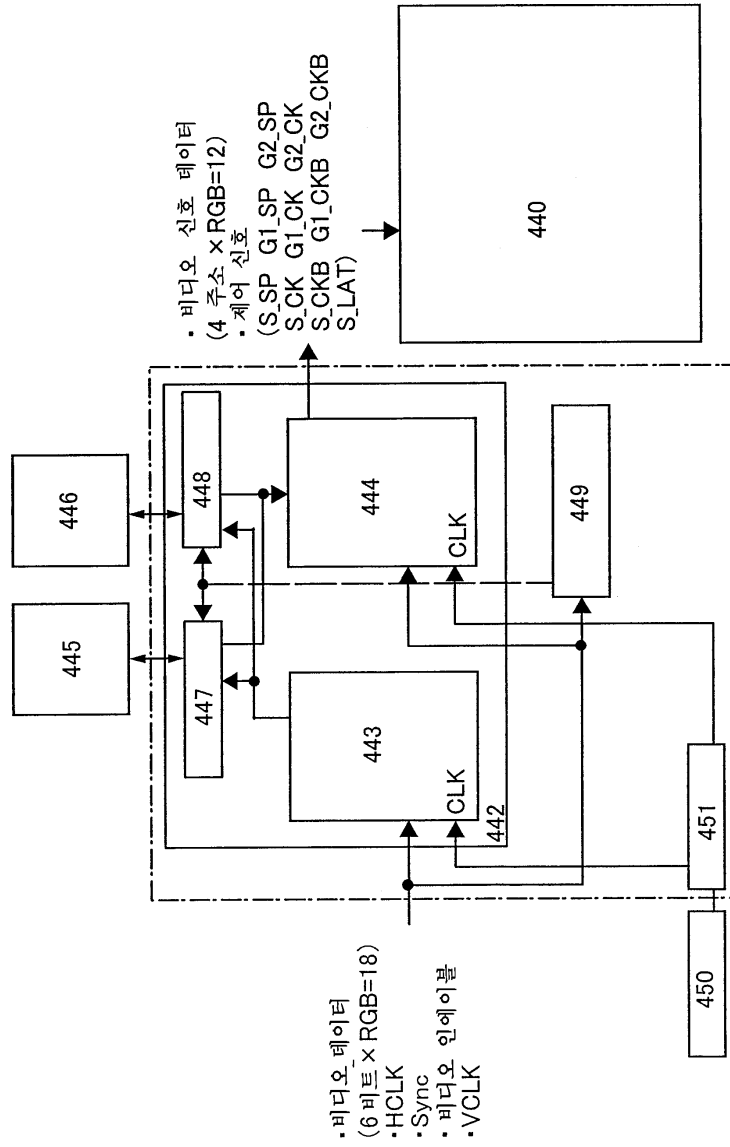 ·비디오 데이터
(6 비트×RGB=18)
·HCLK
·Sync
·비디오 인에이블
·VCLK
445
446
447
448
443
CLK
442
444
CLK
449
450
451
·비디오 신호 데이터
(4 주소×RGB=12)
·제어 신호
(S_SP G1_SP G2_SP
S_CK G1_CK G2_CK
S_CKB G1_CKB G2_CKB
S_LAT)
440